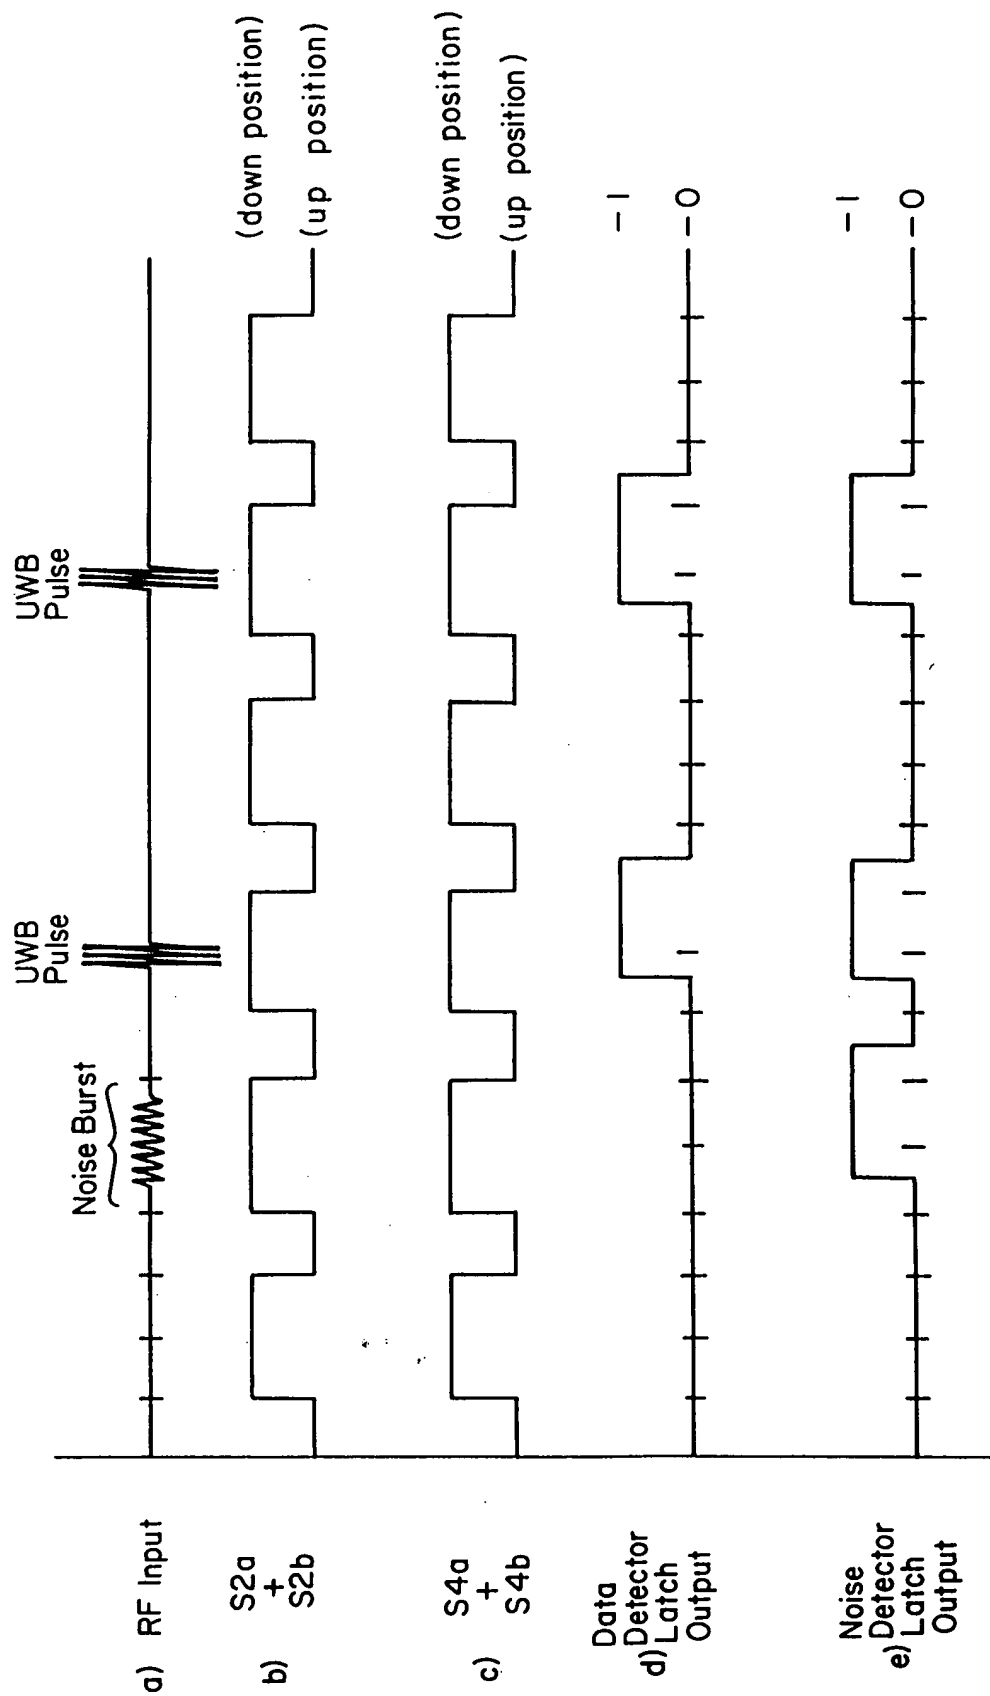 a) RF Input
Noise Burst
UWB
Pulse
UWB
Pulse
b)
S2a
+
S2b
(down position)
(up position)
c)
S4a
+
S4b
(down position)
(up position)
Data
Detector
d) Latch
Output
-1
-0
Noise
Detector
e) Latch
Output
-1
-0